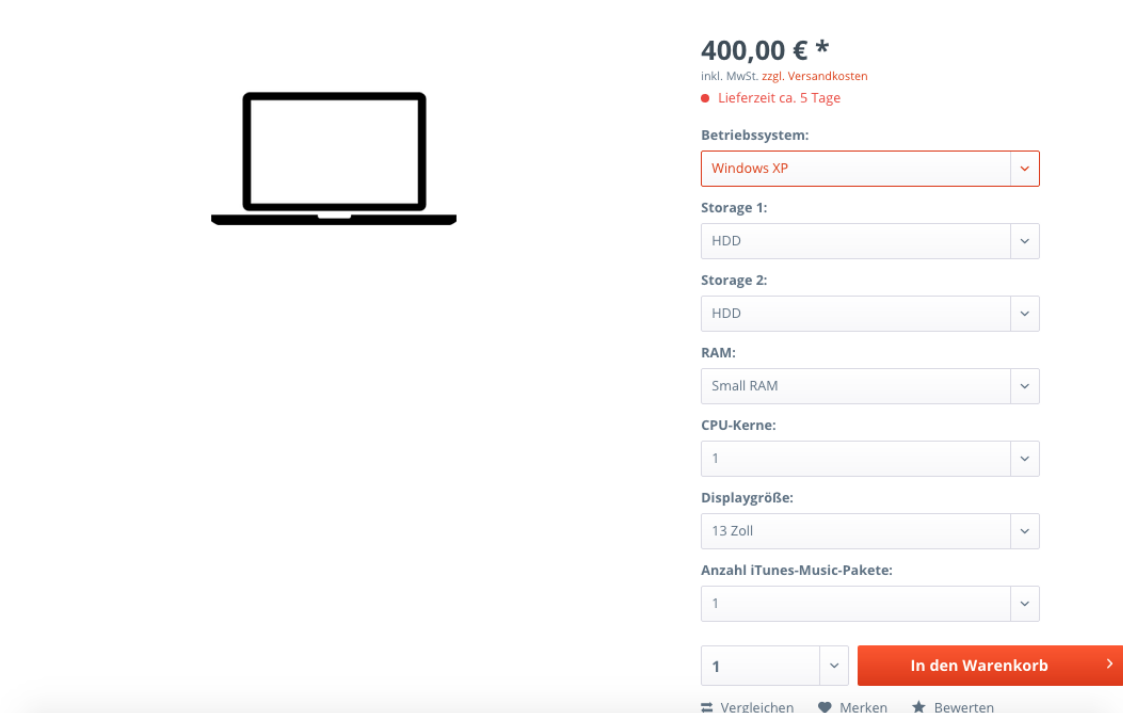 400,00 € *
inkl. MwSt. zzgl. Versandkosten
Lieferzeit ca. 5 Tage
Betriebssystem:
Windows XP
Storage 1:
HDD
Storage 2:
HDD
RAM:
Small RAM
CPU-Kerne:
1
Displaygröße:
13 Zoll
Anzahl iTunes-Music-Pakete:
1
1 In den Warenkorb
Vergleichen Merken Bewerten